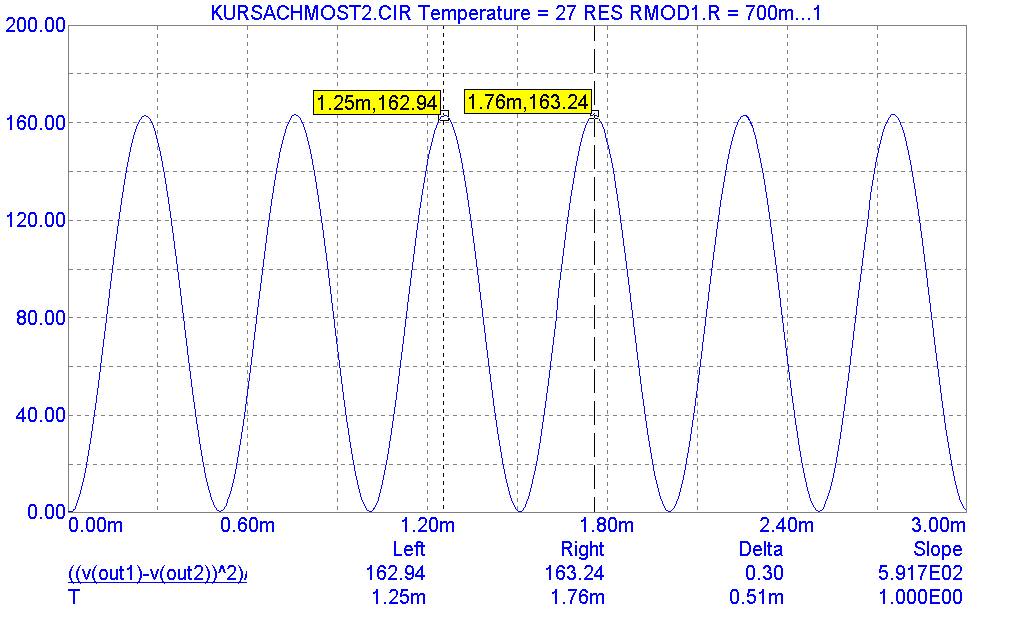 KURSACHMOST2.CIR Temperature = 27 RES RMOD1.R = 700m...1
200.00
1.25m,162.94 1.76m,163.24
160.00
120.00
80.00
40.00
0.00
0.00m 0.60m 1.20m 1.80m 2.40m 3.00m
Left Right Delta Slope
((v(out1)-v(out2))^2)/ 162.94 163.24 0.30 5.917E02
T 1.25m 1.76m 0.51m 1.000E00